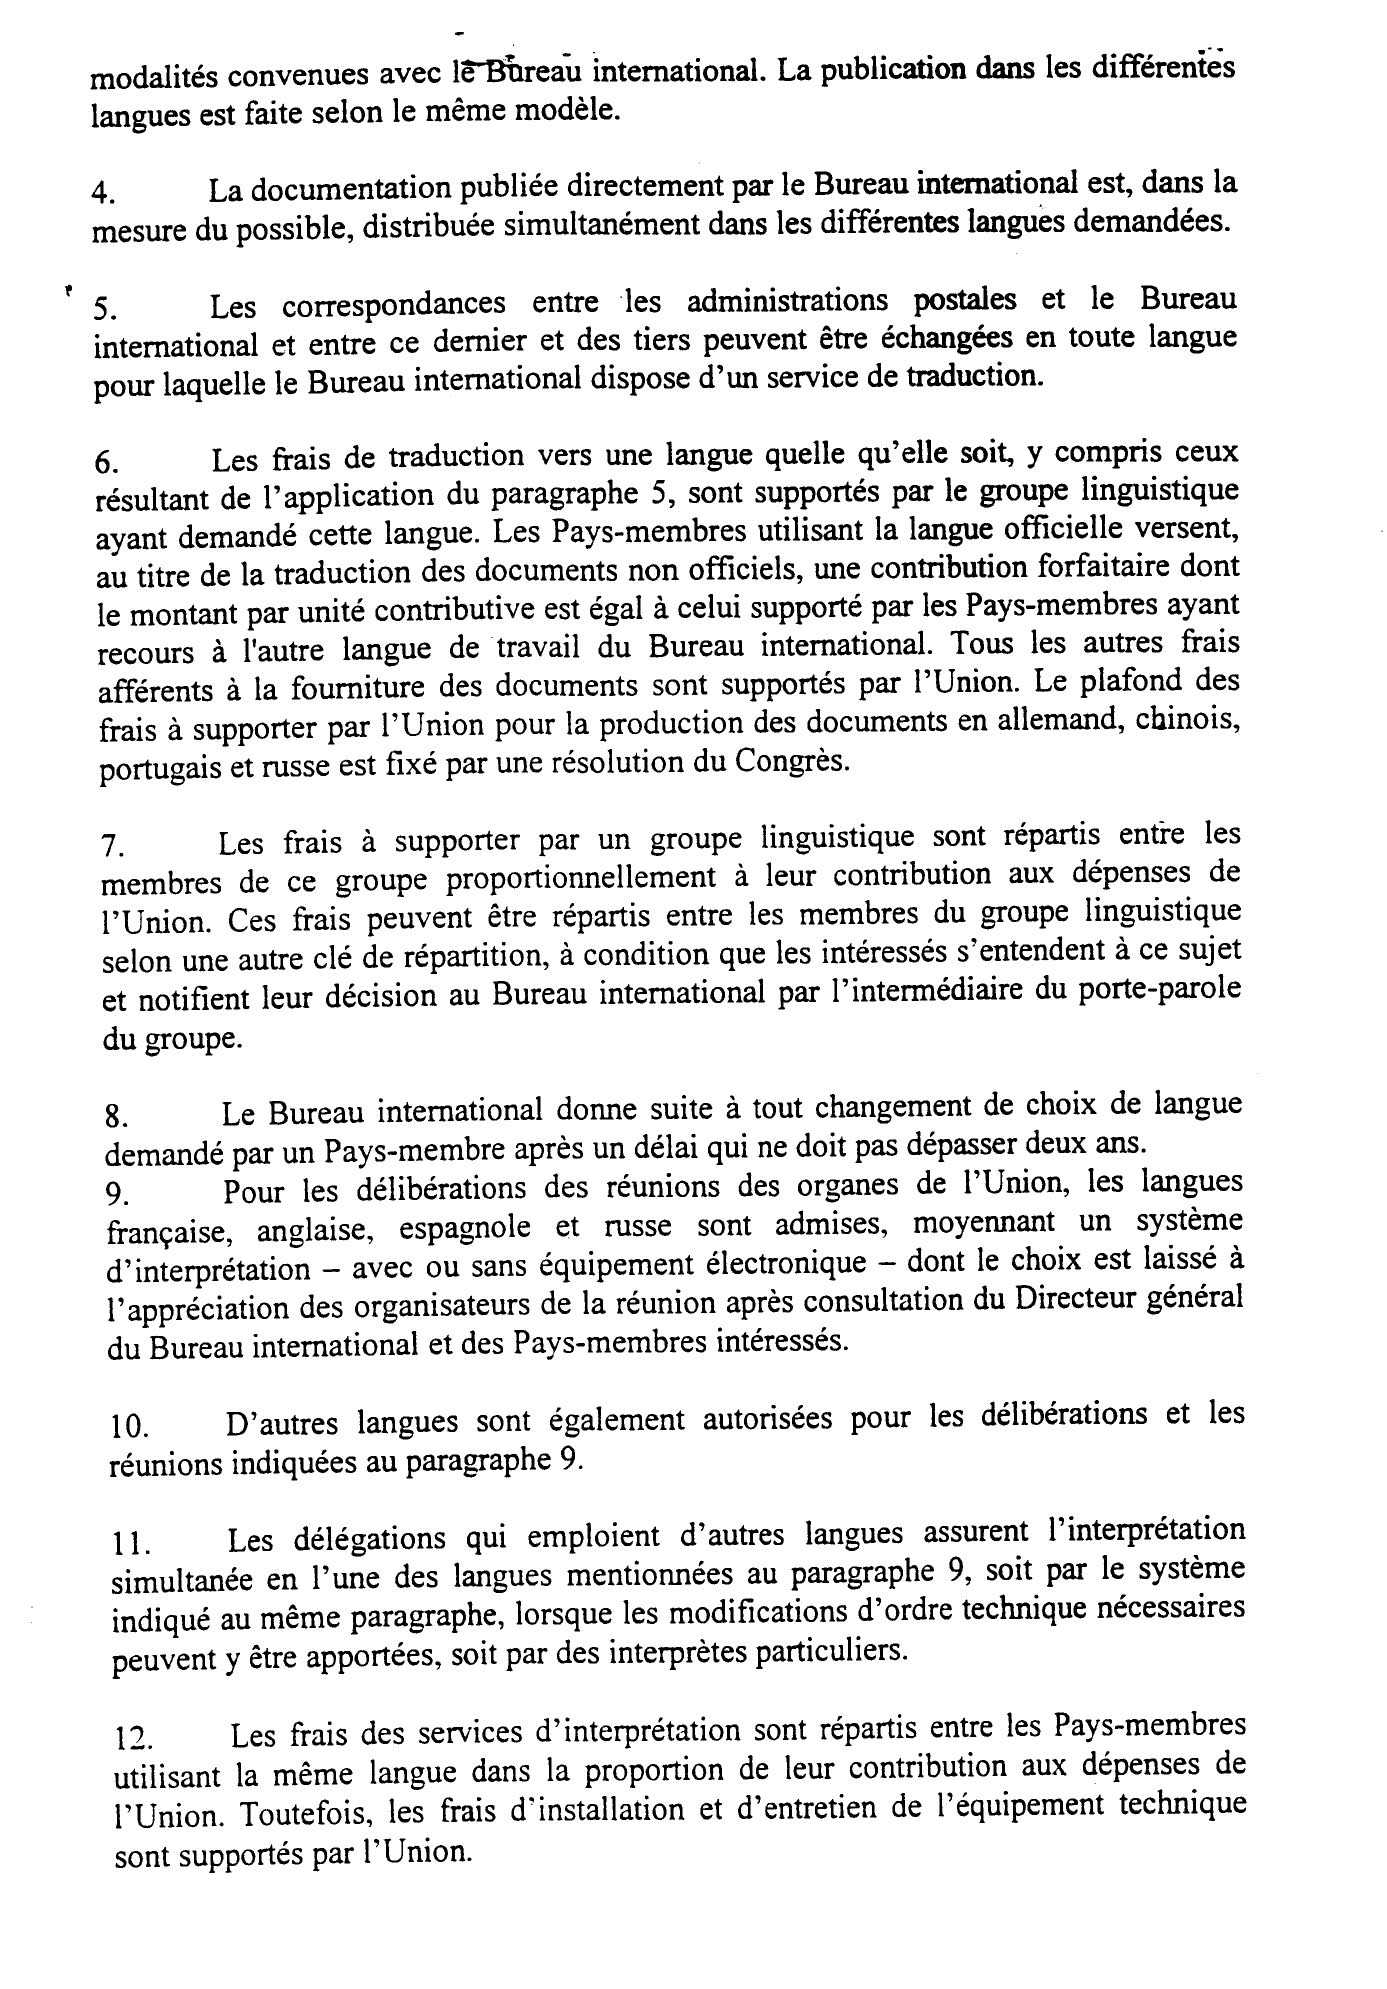 modalités convenues avec le Bureau international. La publication dans les différentes
langues est faite selon le même modèle.
4. La documentation publiée directement par le Bureau international est, dans la
mesure du possible, distribuée simultanément dans les différentes langues demandées.
5. Les correspondances entre les administrations postales et le Bureau
international et entre ce dernier et des tiers peuvent être échangées en toute langue
pour laquelle le Bureau international dispose d'un service de traduction.
6. Les frais de traduction vers une langue quelle qu'elle soit, y compris ceux
résultant de l'application du paragraphe 5, sont supportés par le groupe linguistique
ayant demandé cette langue. Les Pays-membres utilisant la langue officielle versent,
au titre de la traduction des documents non officiels, une contribution forfaitaire dont
le montant par unité contributive est égal à celui supporté par les Pays-membres ayant
recours à l'autre langue de travail du Bureau international. Tous les autres frais
afférents à la fourniture des documents sont supportés par l'Union. Le plafond des
frais à supporter par l'Union pour la production des documents en allemand, chinois,
portugais et russe est fixé par une résolution du Congrès.
7. Les frais à supporter par un groupe linguistique sont répartis entre les
membres de ce groupe proportionnellement à leur contribution aux dépenses de
l'Union. Ces frais peuvent être répartis entre les membres du groupe linguistique
selon une autre clé de répartition, à condition que les intéressés s'entendent à ce sujet
et notifient leur décision au Bureau international par l'intermédiaire du porte-parole
du groupe.
8. Le Bureau international donne suite à tout changement de choix de langue
demandé par un Pays-membre après un délai qui ne doit pas dépasser deux ans.
9. Pour les délibérations des réunions des organes de l'Union, les langues
française, anglaise, espagnole et russe sont admises, moyennant un système
d'interprétation – avec ou sans équipement électronique – dont le choix est laissé à
l'appréciation des organisateurs de la réunion après consultation du Directeur général
du Bureau international et des Pays-membres intéressés.
10. D'autres langues sont également autorisées pour les délibérations et les
réunions indiquées au paragraphe 9.
11. Les délégations qui emploient d'autres langues assurent l'interprétation
simultanée en l'une des langues mentionnées au paragraphe 9, soit par le système
indiqué au même paragraphe, lorsque les modifications d'ordre technique nécessaires
peuvent y être apportées, soit par des interprètes particuliers.
12. Les frais des services d'interprétation sont répartis entre les Pays-membres
utilisant la même langue dans la proportion de leur contribution aux dépenses de
l'Union. Toutefois, les frais d'installation et d'entretien de l'équipement technique
sont supportés par l'Union.